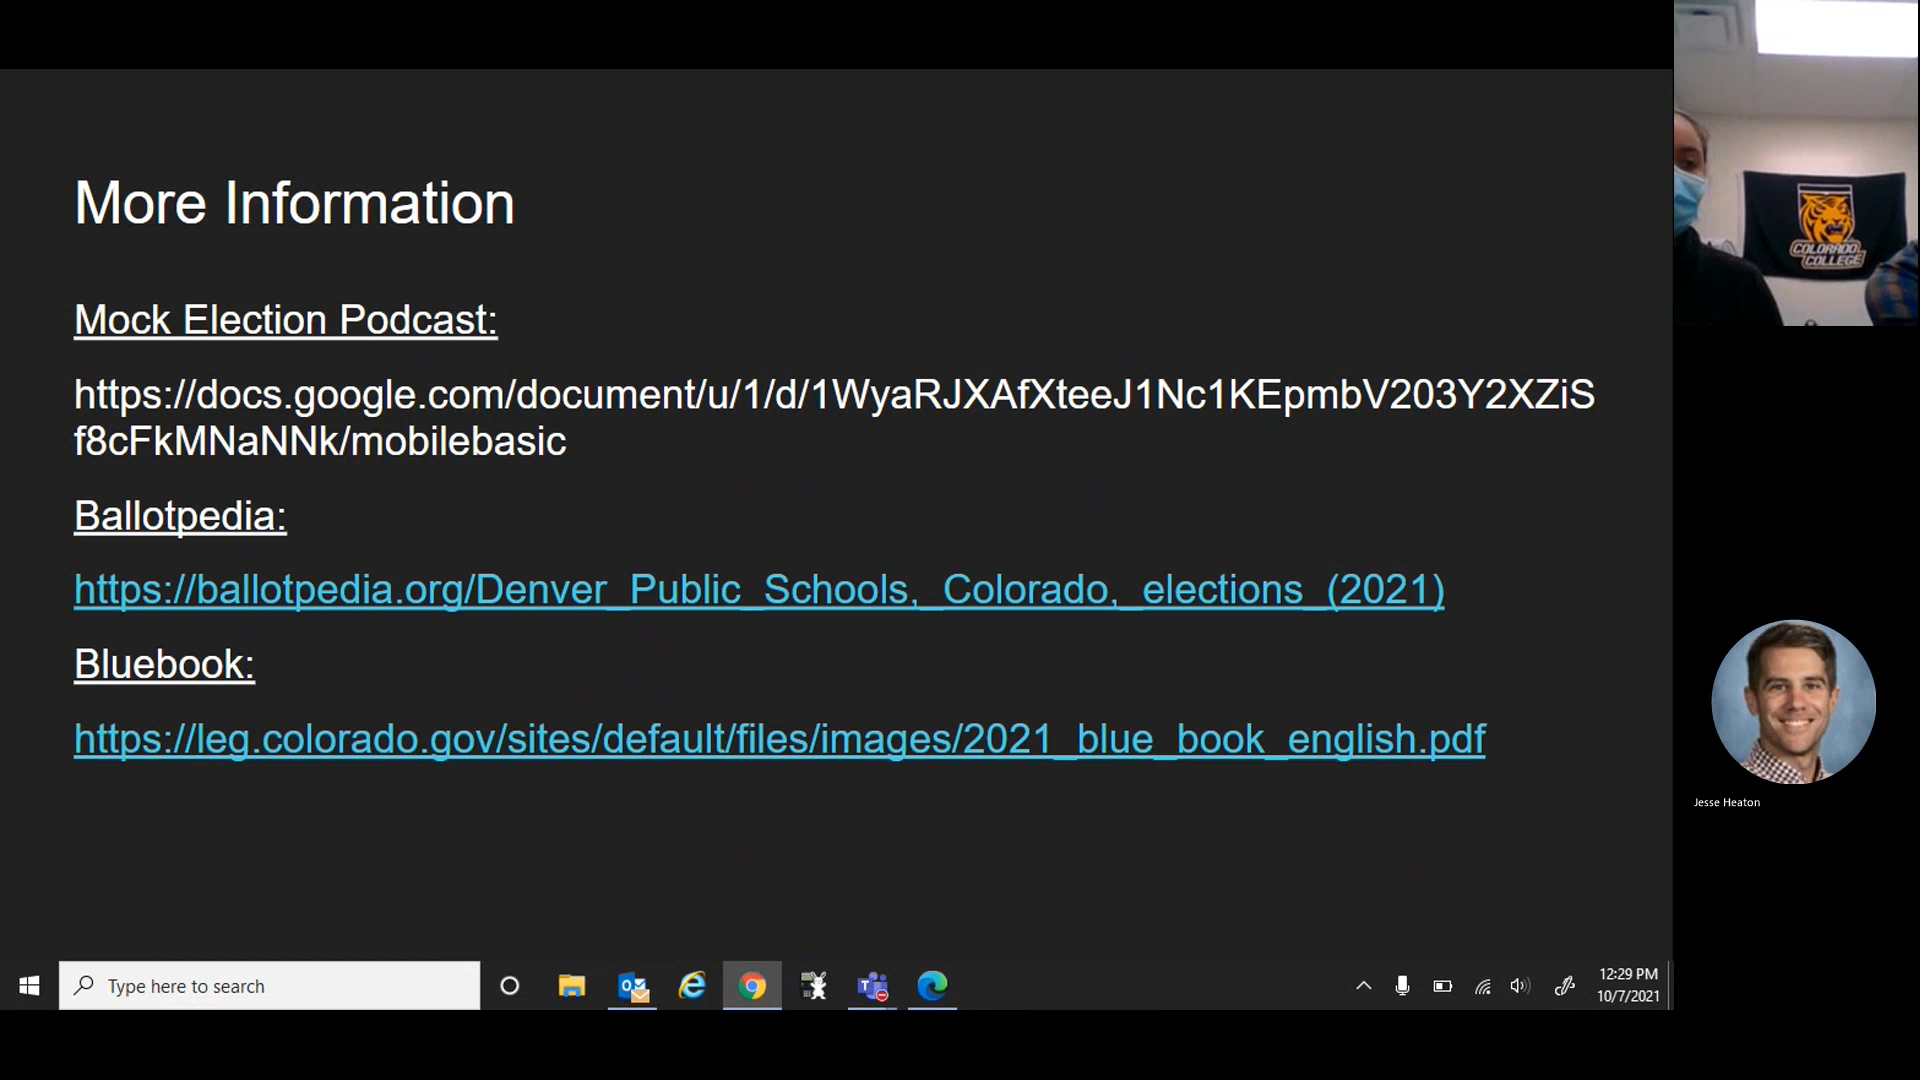 More Information
Mock Election Podcast:
https://docs.google.com/document/u/1/d/1WyaRJXAfXteeJ1Nc1KEpmbV203Y2XZiS
f8cFkMNaNNk/mobilebasic
Ballotpedia:
https://ballotpedia.org/Denver_Public_Schools,_Colorado,_elections_(2021)
Bluebook:
https://leg.colorado.gov/sites/default/files/images/2021_blue_book_english.pdf
COLORADO
COLLEGE
Jesse Heaton
Type here to search
12:29 PM
10/7/2021